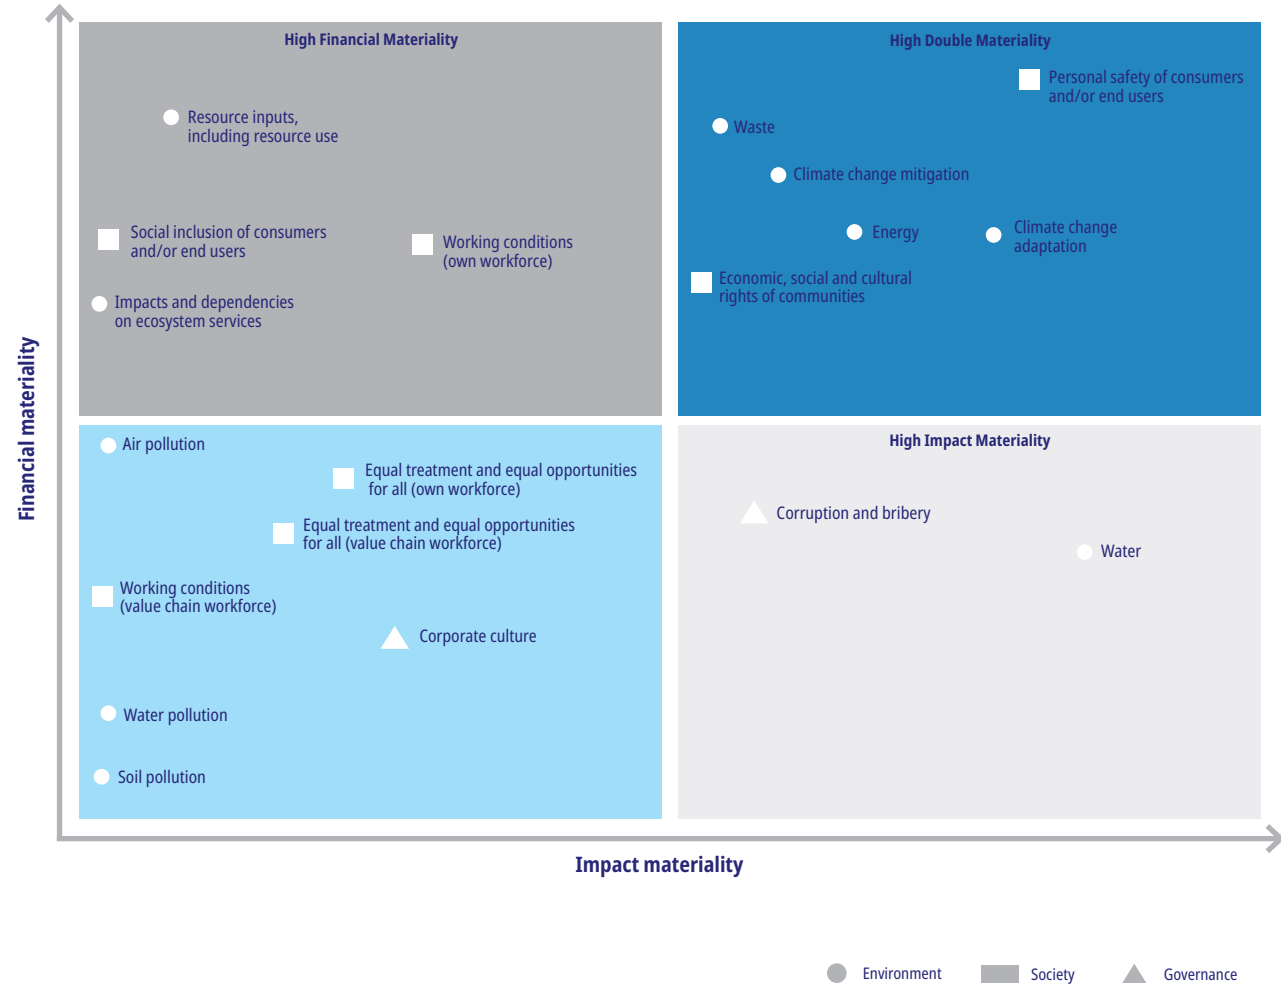 High Financial Materiality
Resource inputs,
including resource use
Social inclusion of consumers
and/or end users
Working conditions
(own workforce)
Impacts and dependencies
on ecosystem services
High Double Materiality
Personal safety of consumers
and/or end users
Waste
Climate change mitigation
Energy
Climate change
adaptation
Economic, social and cultural
rights of communities
Financial materiality
Air pollution
Equal treatment and equal opportunities
for all (own workforce)
Equal treatment and equal opportunities
for all (value chain workforce)
Working conditions
(value chain workforce)
Corporate culture
Water pollution
Soil pollution
High Impact Materiality
Corruption and bribery
Water
Impact materiality
Environment
Society
Governance